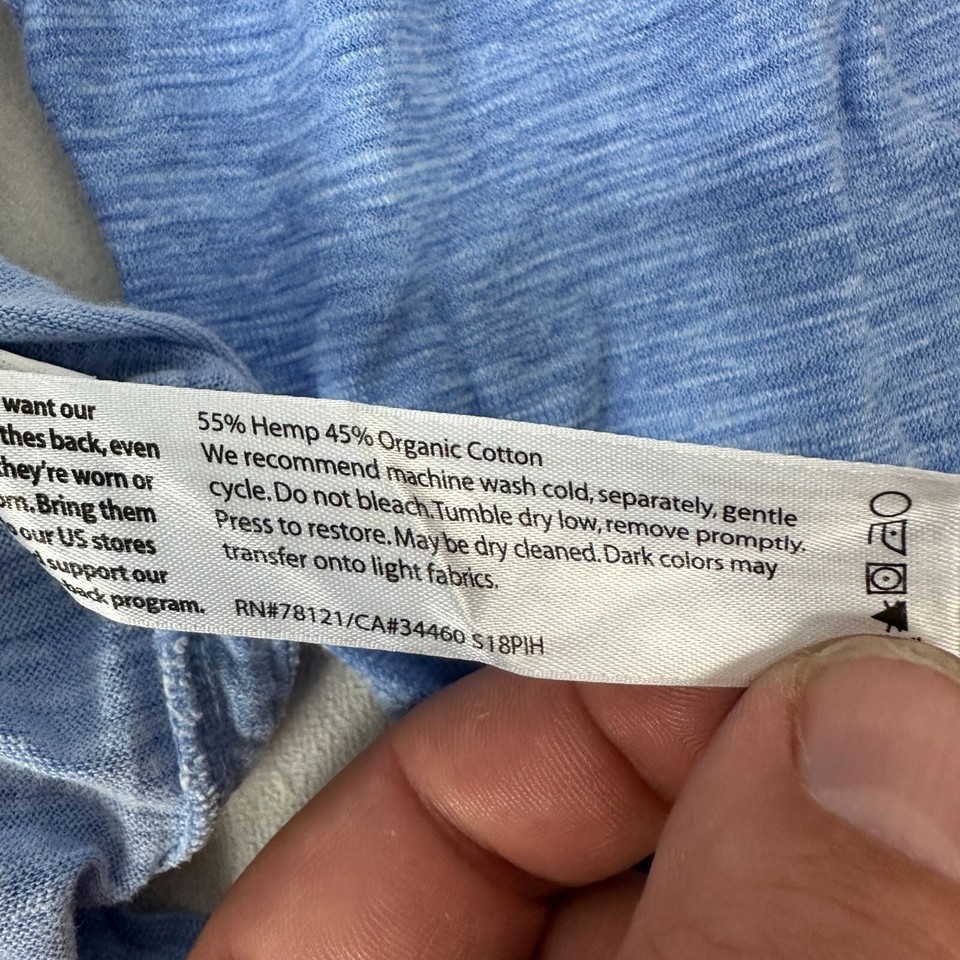 want our
thes back, even
they're worn or
orn. Bring them
our US stores
support our
back program.
55% Hemp 45% Organic Cotton
We recommend machine wash cold, separately, gentle
cycle. Do not bleach. Tumble dry low, remove promptly.
Press to restore. May be dry cleaned. Dark colors may
transfer onto light fabrics.
RN#78121/CA#34460 S18PIH